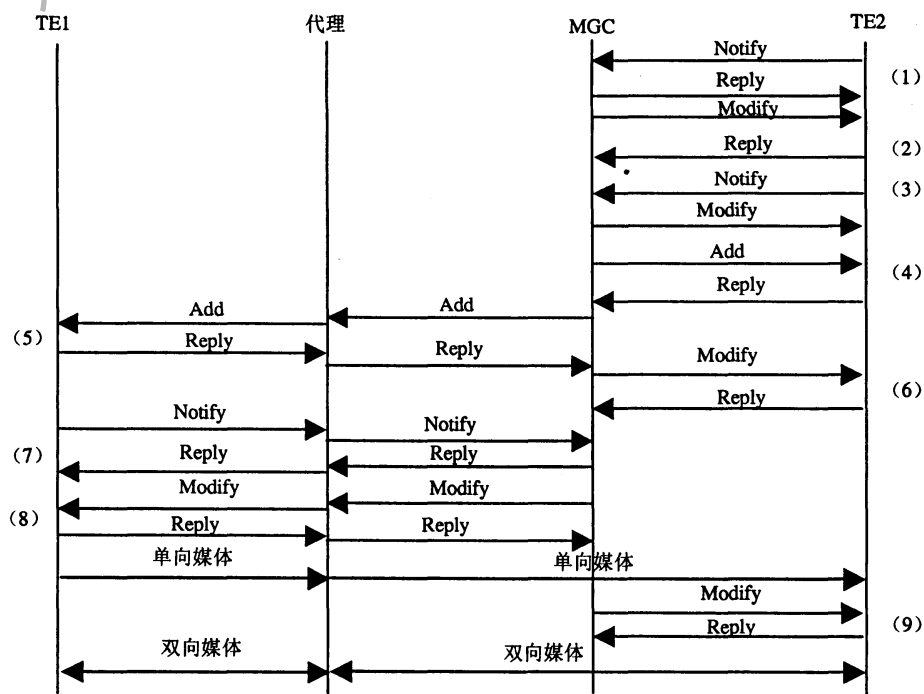 TE1 代理 MGC TE2
Notify
(1)
Reply
Modify
Reply (2)
Notify (3)
Modify
Add
(4)
Reply
Add Add
(5) Reply Reply
Modify
Reply (6)
Notify Notify
(7) Reply Reply
Modify Modify
(8) Reply Reply
单向媒体 单向媒体
Modify
Reply (9)
双向媒体 双向媒体